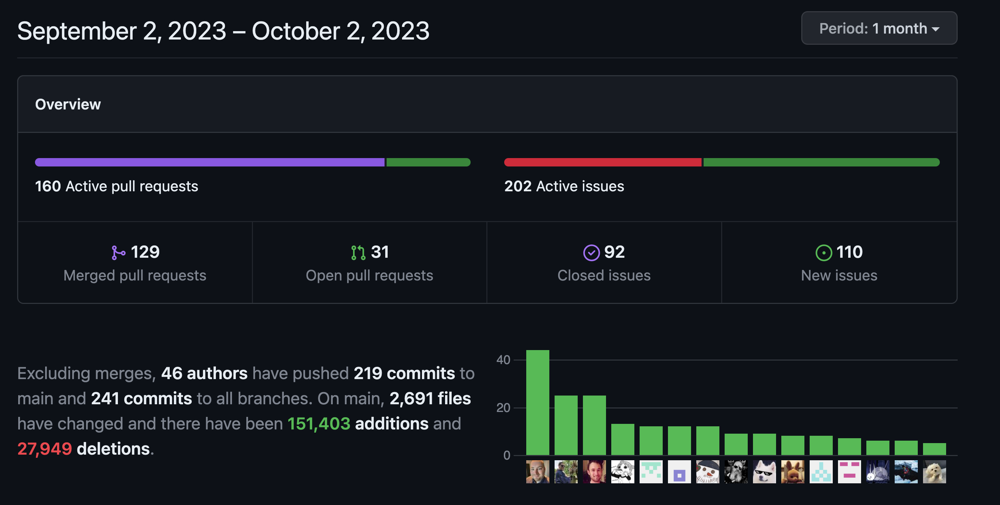 September 2, 2023 – October 2, 2023
Period: 1 month
Overview
160 Active pull requests
202 Active issues
129
Merged pull requests
31
Open pull requests
92
Closed issues
110
New issues
Excluding merges, 46 authors have pushed 219 commits to
main and 241 commits to all branches. On main, 2,691 files
have changed and there have been 151,403 additions and
27,949 deletions.
40
20
0